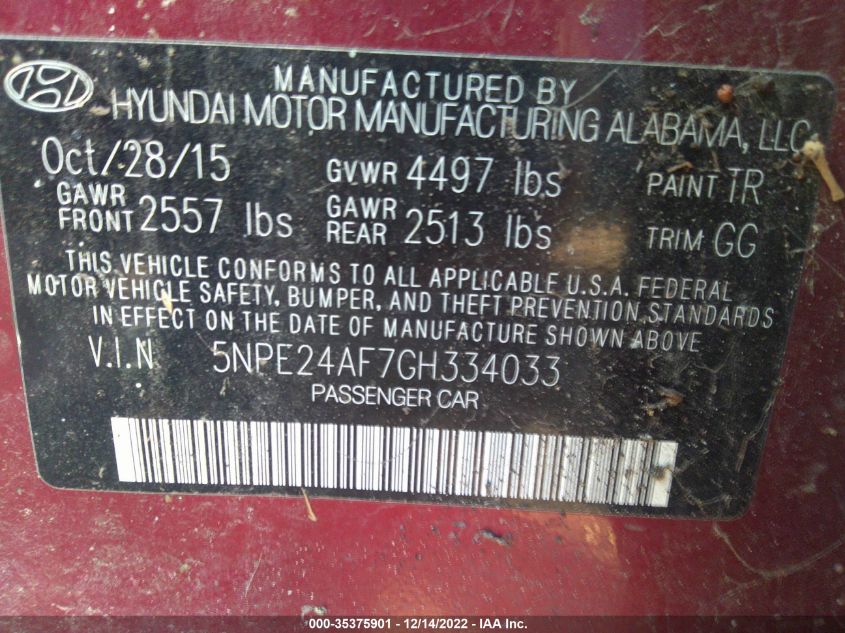 MANUFACTURED BY
HYUNDAI MOTOR MANUFACTURING ALABAMA, LLC
Oct/28/15 GVWR 4497 lbs PAINT TR
GAWR FRONT 2557 lbs GAWR REAR 2513 lbs TRIM GG
THIS VEHICLE CONFORMS TO ALL APPLICABLE U.S.A. FEDERAL
MOTOR VEHICLE SAFETY, BUMPER, AND THEFT PREVENTION STANDARDS
IN EFFECT ON THE DATE OF MANUFACTURE SHOWN ABOVE
V.I.N 5NPE24AF7GH334033
PASSENGER CAR
000-35375901 - 12/14/2022 - IAA Inc.